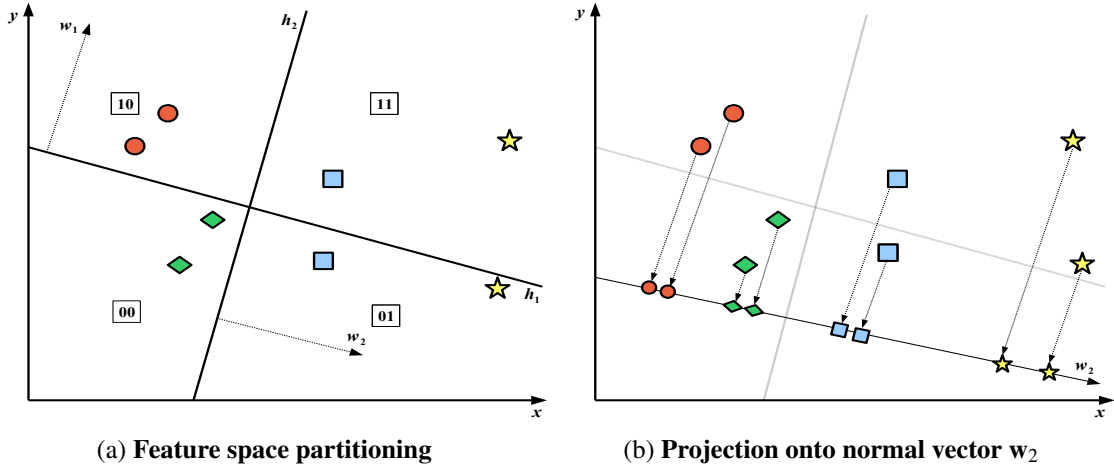 y
w1
h2
10
11
h1
00
01
w2
x
(a) Feature space partitioning
y
w2
x
(b) Projection onto normal vector w2